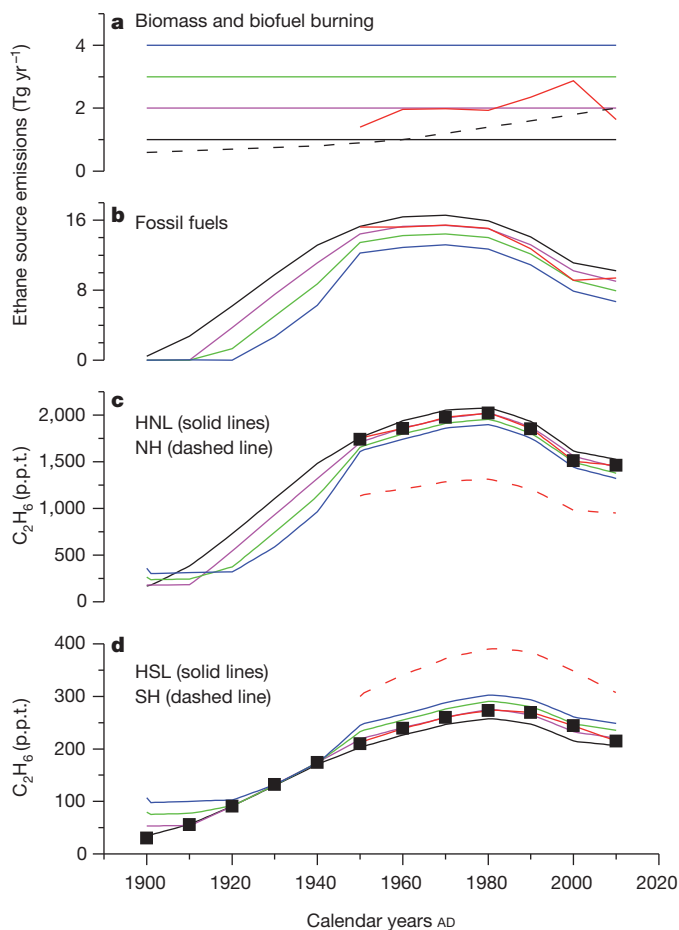 a Biomass and biofuel burning
4
2
0
Ethane source emissions (Tg yr⁻¹)
b Fossil fuels
16
8
0
c
HNL (solid lines)
NH (dashed line)
2,000
1,500
1,000
500
0
C₂H₆ (p.p.t.)
d
HSL (solid lines)
SH (dashed line)
400
300
200
100
0
C₂H₆ (p.p.t.)
1900 1920 1940 1960 1980 2000 2020
Calendar years AD